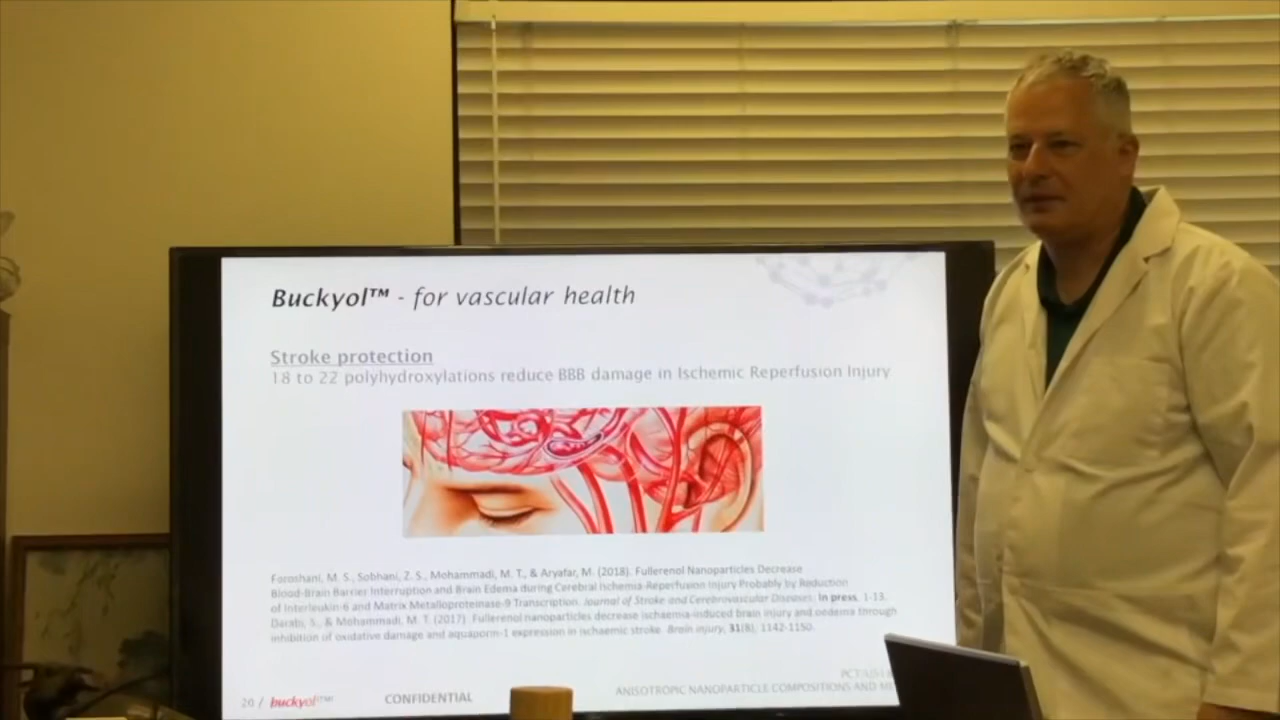 Buckyol™ - for vascular health
Stroke protection
18 to 22 polyhydroxylations reduce BBB damage in Ischemic Reperfusion Injury
Foroshani, M. S., Sobhani, Z. S., Mohammadi, M. T., & Aryafar, M. (2018). Fullerenol Nanoparticles Decrease
Blood-Brain Barrier Interruption and Brain Edema during Cerebral Ischemia-Reperfusion Injury Probably by Reduction
of Interleukin-6 and Matrix Metalloproteinase-9 Transcription. Journal of Stroke and Cerebrovascular Diseases: In press, 1-13.
Darabi, S., & Mohammadi, M. T. (2017). Fullerenol nanoparticles decrease ischaemia-induced brain injury and oedema through
inhibition of oxidative damage and aquaporin-1 expression in ischaemic stroke. Brain injury, 31(8), 1142-1150.
20 / buckyol™ CONFIDENTIAL
ANISOTROPIC NANOPARTICLE COMPOSITIONS AND